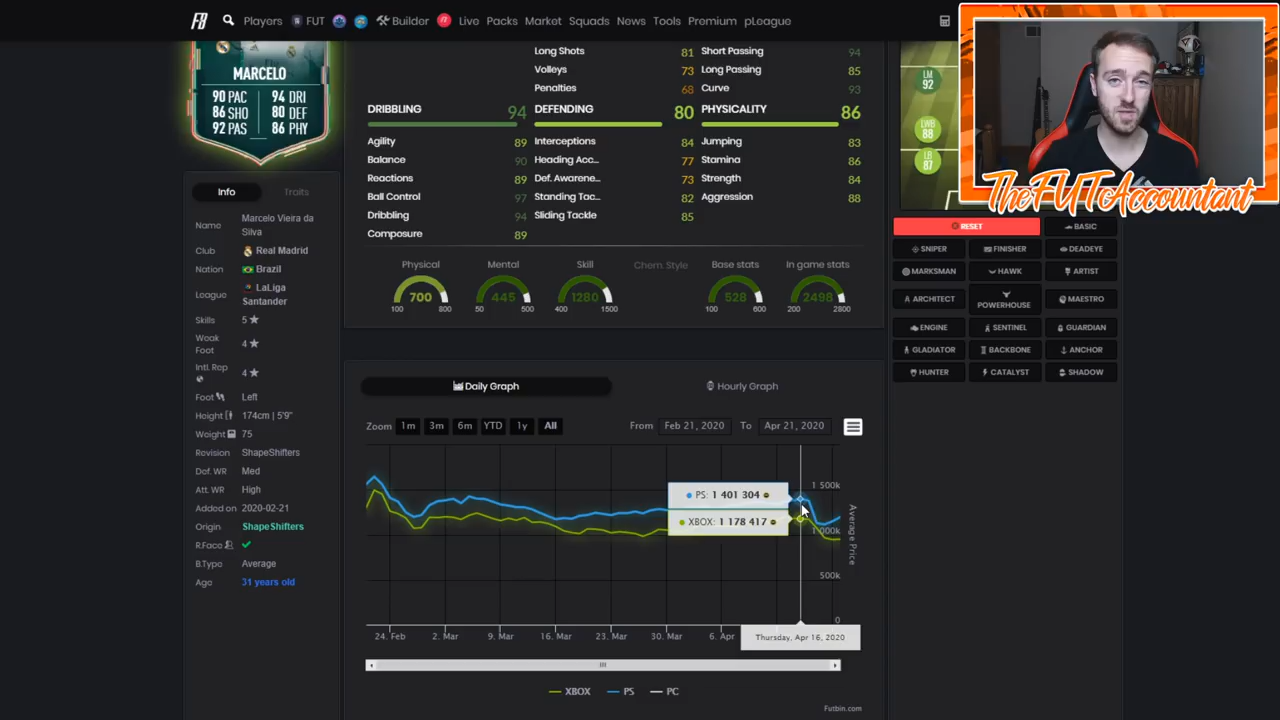 FB Players FUT Builder Live Packs Market Squads News Tools Premium pLeague
MARCELO
90 PAC 94 DRI
86 SHO 80 DEF
92 PAS 86 PHY
Long Shots 81 Short Passing 94
Volleys 73 Long Passing 85
Penalties 68 Curve 93
DRIBBLING 94 DEFENDING 80 PHYSICALITY 86
Agility 89 Interceptions 84 Jumping 83
Balance 90 Heading Acc... 77 Stamina 86
Reactions 89 Def. Awarene... 73 Strength 84
Ball Control 97 Standing Tac... 82 Aggression 88
Dribbling 94 Sliding Tackle 85
Composure 89
Physical Mental Skill Chem. Style Base stats In game stats
700 445 1280 528 2498
100 800 50 500 400 1500 100 600 200 2800
Info Traits
Name Marcelo Vieira da
Silva
Club Real Madrid
Nation Brazil
League LaLiga
Santander
Skills 5
Weak
Foot 4
Intl. Rep 4
Foot Left
Height 174cm | 5'9"
Weight 75
Revision ShapeShifters
Def. WR Med
Att. WR High
Added on 2020-02-21
Origin ShapeShifters
R.Face
B.Type Average
Age 31 years old
Daily Graph Hourly Graph
Zoom 1m 3m 6m YTD 1y All From Feb 21, 2020 To Apr 21, 2020
PS: 1 401 304
XBOX: 1 178 417
1 500k
1 000k
500k
0
Average Price
24. Feb 2. Mar 9. Mar 16. Mar 23. Mar 30. Mar 6. Apr
Thursday, Apr 16, 2020
XBOX PS PC
Futbin.com
LM
92
LWB
88
LB
87
TheFUTAccountant
RESET BASIC
SNIPER FINISHER DEADEYE
MARKSMAN HAWK ARTIST
ARCHITECT POWERHOUSE MAESTRO
ENGINE SENTINEL GUARDIAN
GLADIATOR BACKBONE ANCHOR
HUNTER CATALYST SHADOW